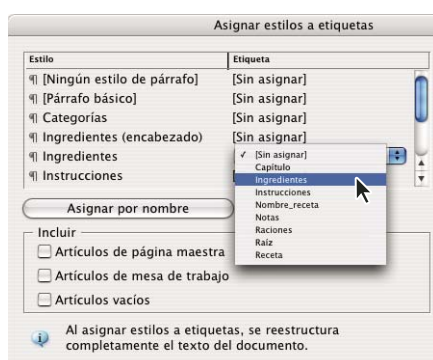 Asignar estilos a etiquetas
Estilo Etiqueta
¶ [Ningún estilo de párrafo] [Sin asignar]
¶ [Párrafo básico] [Sin asignar]
¶ Categorías [Sin asignar]
¶ Ingredientes (encabezado) [Sin asignar]
¶ Ingredientes
¶ Instrucciones
✓ [Sin asignar]
Capítulo
Ingredientes
Instrucciones
Nombre_receta
Notas
Raciones
Raíz
Receta
Asignar por nombre
Incluir
Artículos de página maestra
Artículos de mesa de trabajo
Artículos vacíos
Al asignar estilos a etiquetas, se reestructura
completamente el texto del documento.